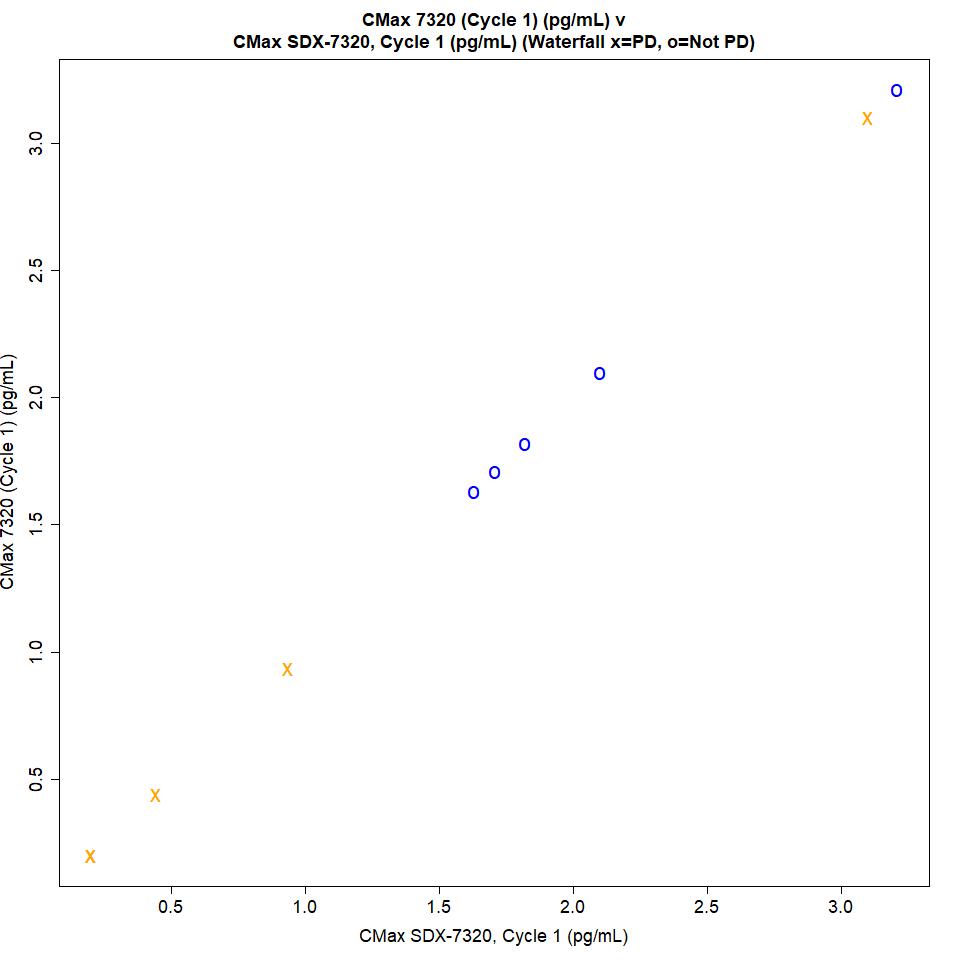 CMax 7320 (Cycle 1) (pg/mL) v
CMax SDX-7320, Cycle 1 (pg/mL) (Waterfall x=PD, o=Not PD)
CMax 7320 (Cycle 1) (pg/mL)
3.0
2.5
2.0
1.5
1.0
0.5
o
x
o
o
o
o
x
x
x
0.5 1.0 1.5 2.0 2.5 3.0
CMax SDX-7320, Cycle 1 (pg/mL)